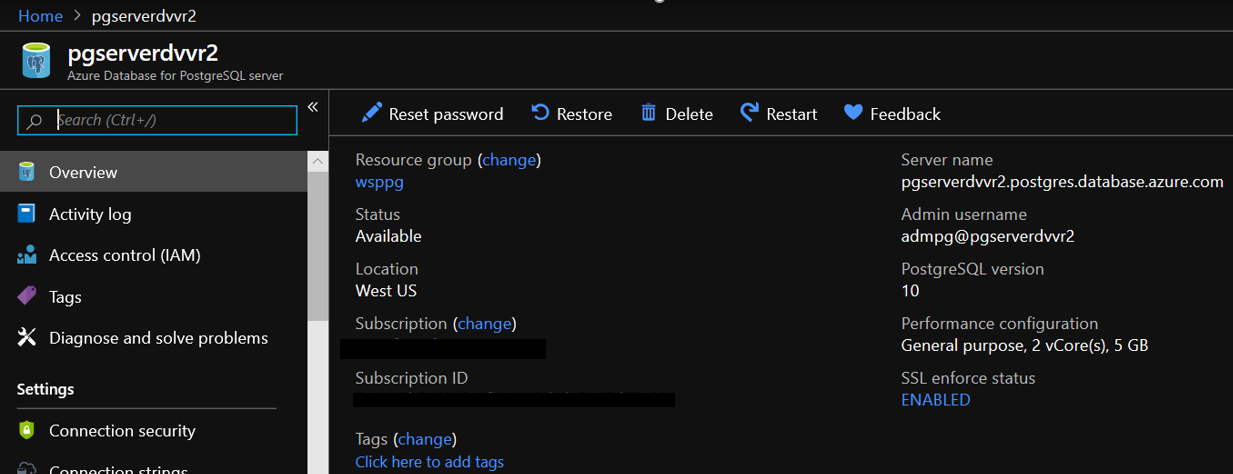 Home > pgserverdvvr2
pgserverdvvr2
Azure Database for PostgreSQL server
Search (Ctrl+/)
«
Overview
Activity log
Access control (IAM)
Tags
Diagnose and solve problems
Settings
Connection security
Connection strings
Reset password
Restore
Delete
Restart
Feedback
Resource group (change)
wsppg
Status
Available
Location
West US
Subscription (change)
Subscription ID
Tags (change)
Click here to add tags
Server name
pgserverdvvr2.postgres.database.azure.com
Admin username
admpg@pgserverdvvr2
PostgreSQL version
10
Performance configuration
General purpose, 2 vCore(s), 5 GB
SSL enforce status
ENABLED